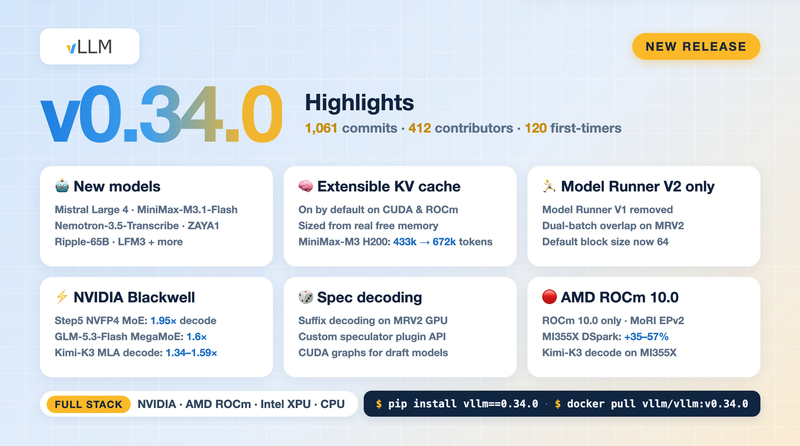 vLLM
NEW RELEASE
v0.34.0
Highlights
1,061 commits · 412 contributors · 120 first-timers
New models
Mistral Large 4 · MiniMax-M3.1-Flash
Nemotron-3.5-Transcribe · ZAYA1
Ripple-65B · LFM3 + more
Extensible KV cache
On by default on CUDA & ROCm
Sized from real free memory
MiniMax-M3 H200: 433k → 672k tokens
Model Runner V2 only
Model Runner V1 removed
Dual-batch overlap on MRV2
Default block size now 64
NVIDIA Blackwell
Step5 NVFP4 MoE: 1.95× decode
GLM-5.3-Flash MegaMoE: 1.6×
Kimi-K3 MLA decode: 1.34–1.59×
Spec decoding
Suffix decoding on MRV2 GPU
Custom speculator plugin API
CUDA graphs for draft models
AMD ROCm 10.0
ROCm 10.0 only · MoRI EPv2
MI355X DSpark: +35–57%
Kimi-K3 decode on MI355X
FULL STACK NVIDIA · AMD ROCm · Intel XPU · CPU
$ pip install vllm==0.34.0 · $ docker pull vllm/vllm:v0.34.0